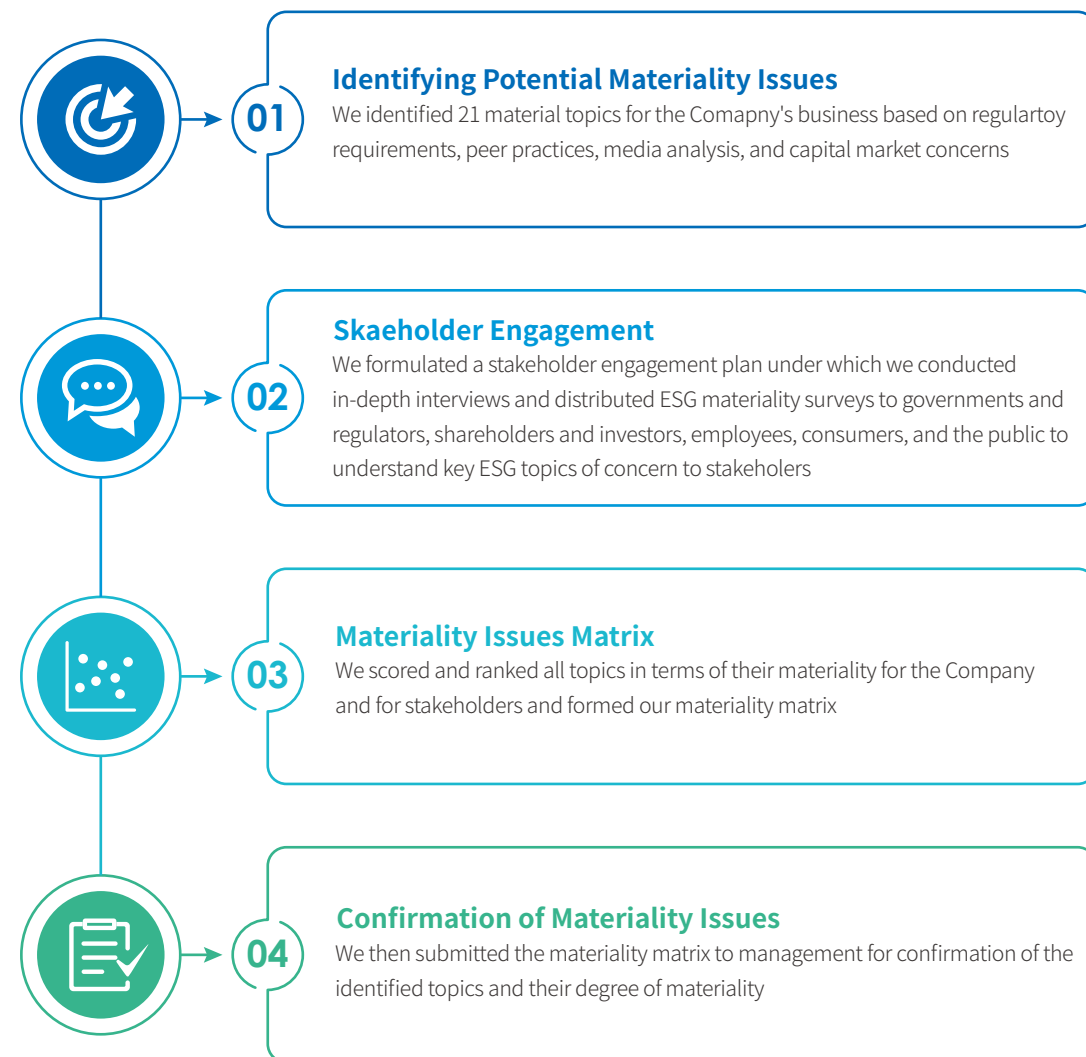 01
Identifying Potential Materiality Issues
We identified 21 material topics for the Comapny's business based on regulartoy
requirements, peer practices, media analysis, and capital market concerns
02
Skaeholder Engagement
We formulated a stakeholder engagement plan under which we conducted
in-depth interviews and distributed ESG materiality surveys to governments and
regulators, shareholders and investors, employees, consumers, and the public to
understand key ESG topics of concern to stakeholers
03
Materiality Issues Matrix
We scored and ranked all topics in terms of their materiality for the Company
and for stakeholders and formed our materiality matrix
04
Confirmation of Materiality Issues
We then submitted the materiality matrix to management for confirmation of the
identified topics and their degree of materiality